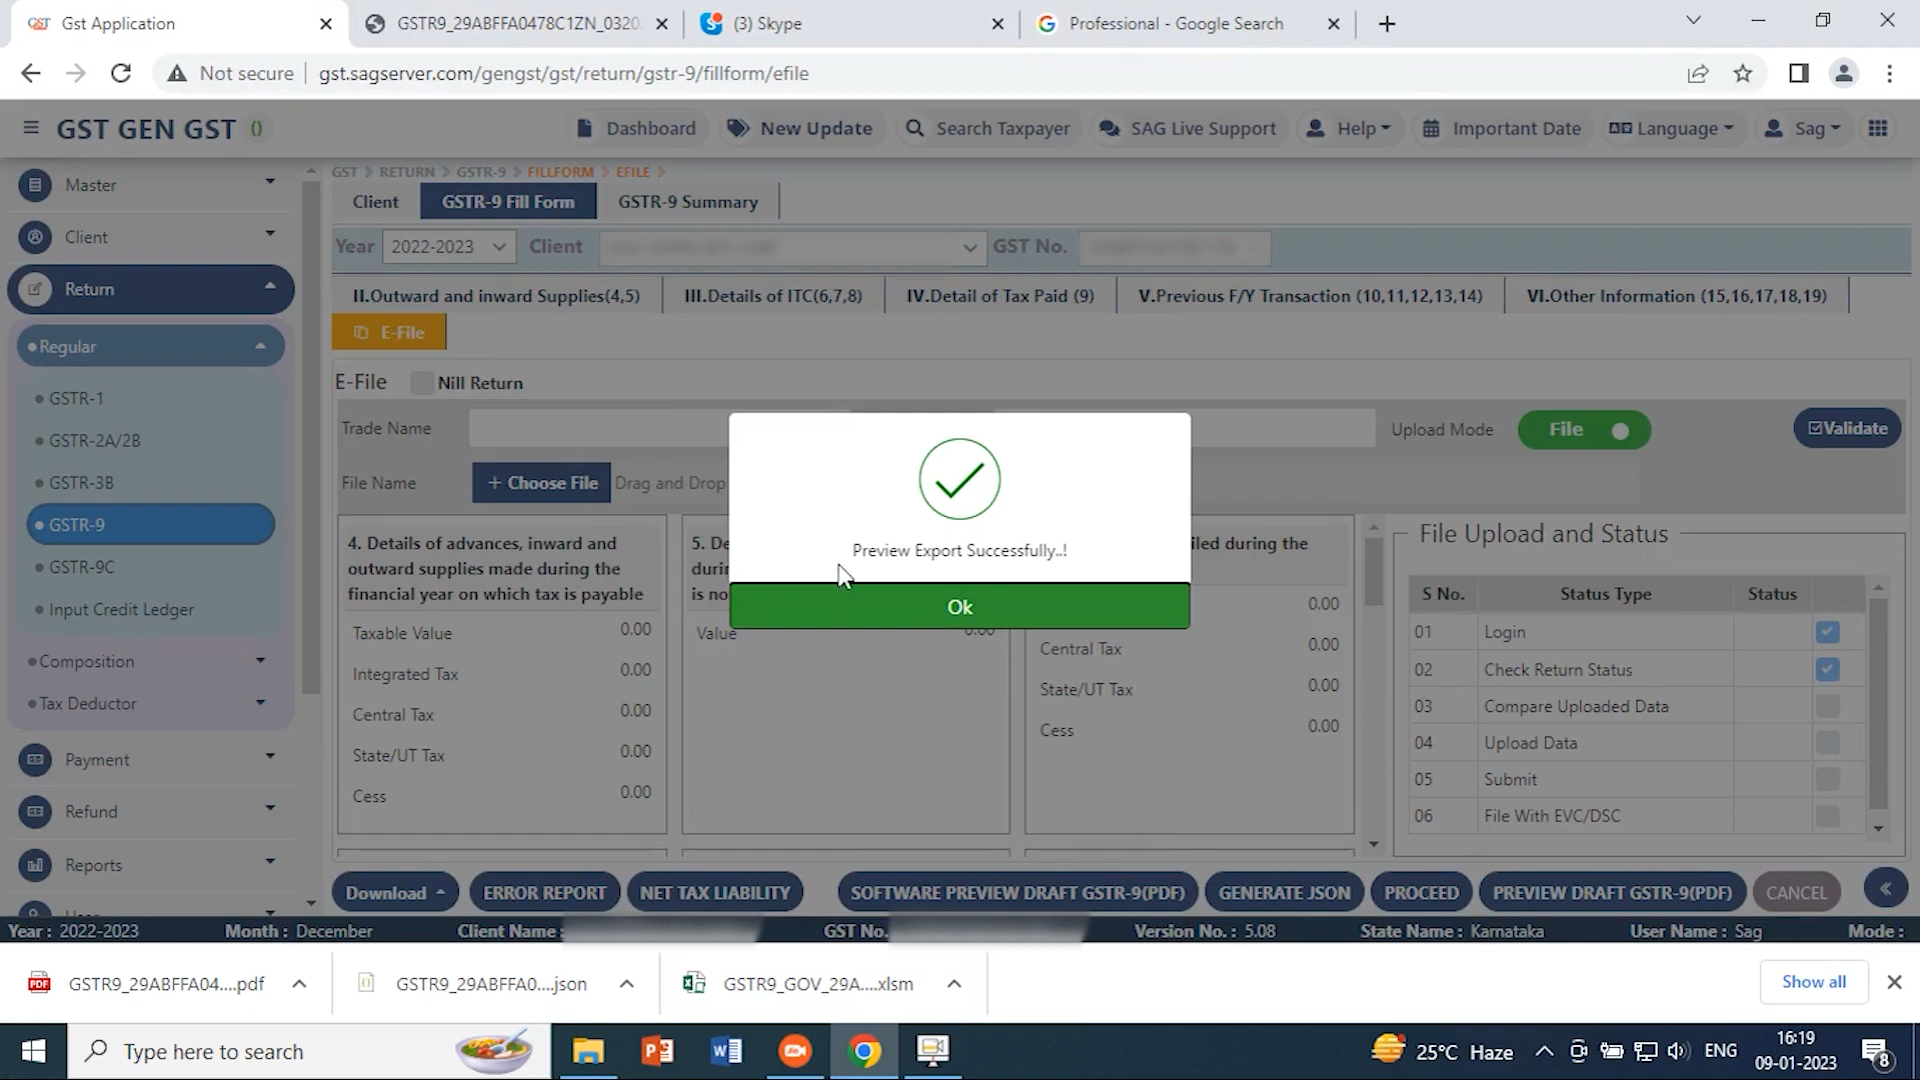 Gst Application
GSTR9_29ABFFA0478C1ZN_0320
(3) Skype
Professional - Google Search
Not secure
gst.sagserver.com/gengst/gst/return/gstr-9/fillform/efile
GST GEN GST
Dashboard
New Update
Search Taxpayer
SAG Live Support
Help
Important Date
Language
Sag
Master
Client
Return
Regular
GSTR-1
GSTR-2A/2B
GSTR-3B
GSTR-9
GSTR-9C
Input Credit Ledger
Composition
Tax Deductor
Payment
Refund
Reports
GST > RETURN > GSTR-9 > FILLFORM > EFILE >
Client
GSTR-9 Fill Form
GSTR-9 Summary
Year 2022-2023 Client GST No.
II.Outward and inward Supplies(4,5)
III.Details of ITC(6,7,8)
IV.Detail of Tax Paid (9)
V.Previous F/Y Transaction (10,11,12,13,14)
VI.Other Information (15,16,17,18,19)
E-File
E-File Nill Return
Trade Name
Upload Mode File
Validate
File Name + Choose File Drag and Drop
Preview Export Successfully..!
Ok
4. Details of advances, inward and
outward supplies made during the
financial year on which tax is payable
Taxable Value 0.00
Integrated Tax 0.00
Central Tax 0.00
State/UT Tax 0.00
Cess 0.00
5. De
durin
is no
Value 0.00
iled during the
0.00
Central Tax 0.00
State/UT Tax 0.00
Cess 0.00
File Upload and Status
S No. Status Type Status
01 Login
02 Check Return Status
03 Compare Uploaded Data
04 Upload Data
05 Submit
06 File With EVC/DSC
Download
ERROR REPORT
NET TAX LIABILITY
SOFTWARE PREVIEW DRAFT GSTR-9(PDF)
GENERATE JSON
PROCEED
PREVIEW DRAFT GSTR-9(PDF)
CANCEL
Year : 2022-2023 Month : December Client Name : GST No. Version No. : 5.08 State Name : Karnataka User Name : Sag Mode :
GSTR9_29ABFFA04....pdf
GSTR9_29ABFFA0....json
GSTR9_GOV_29A....xlsm
Show all
Type here to search
25°C Haze
ENG
16:19
09-01-2023
8